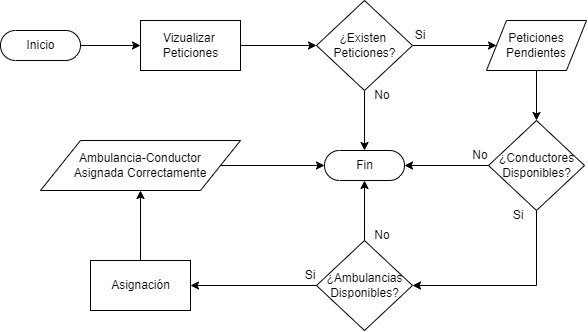 Inicio
Vizualizar
Peticiones
¿Existen
Peticiones?
Si
Peticiones
Pendientes
No
Ambulancia-Conductor
Asignada Correctamente
Fin
No
¿Conductores
Disponibles?
Si
No
Asignación
Si
¿Ambulancias
Disponibles?